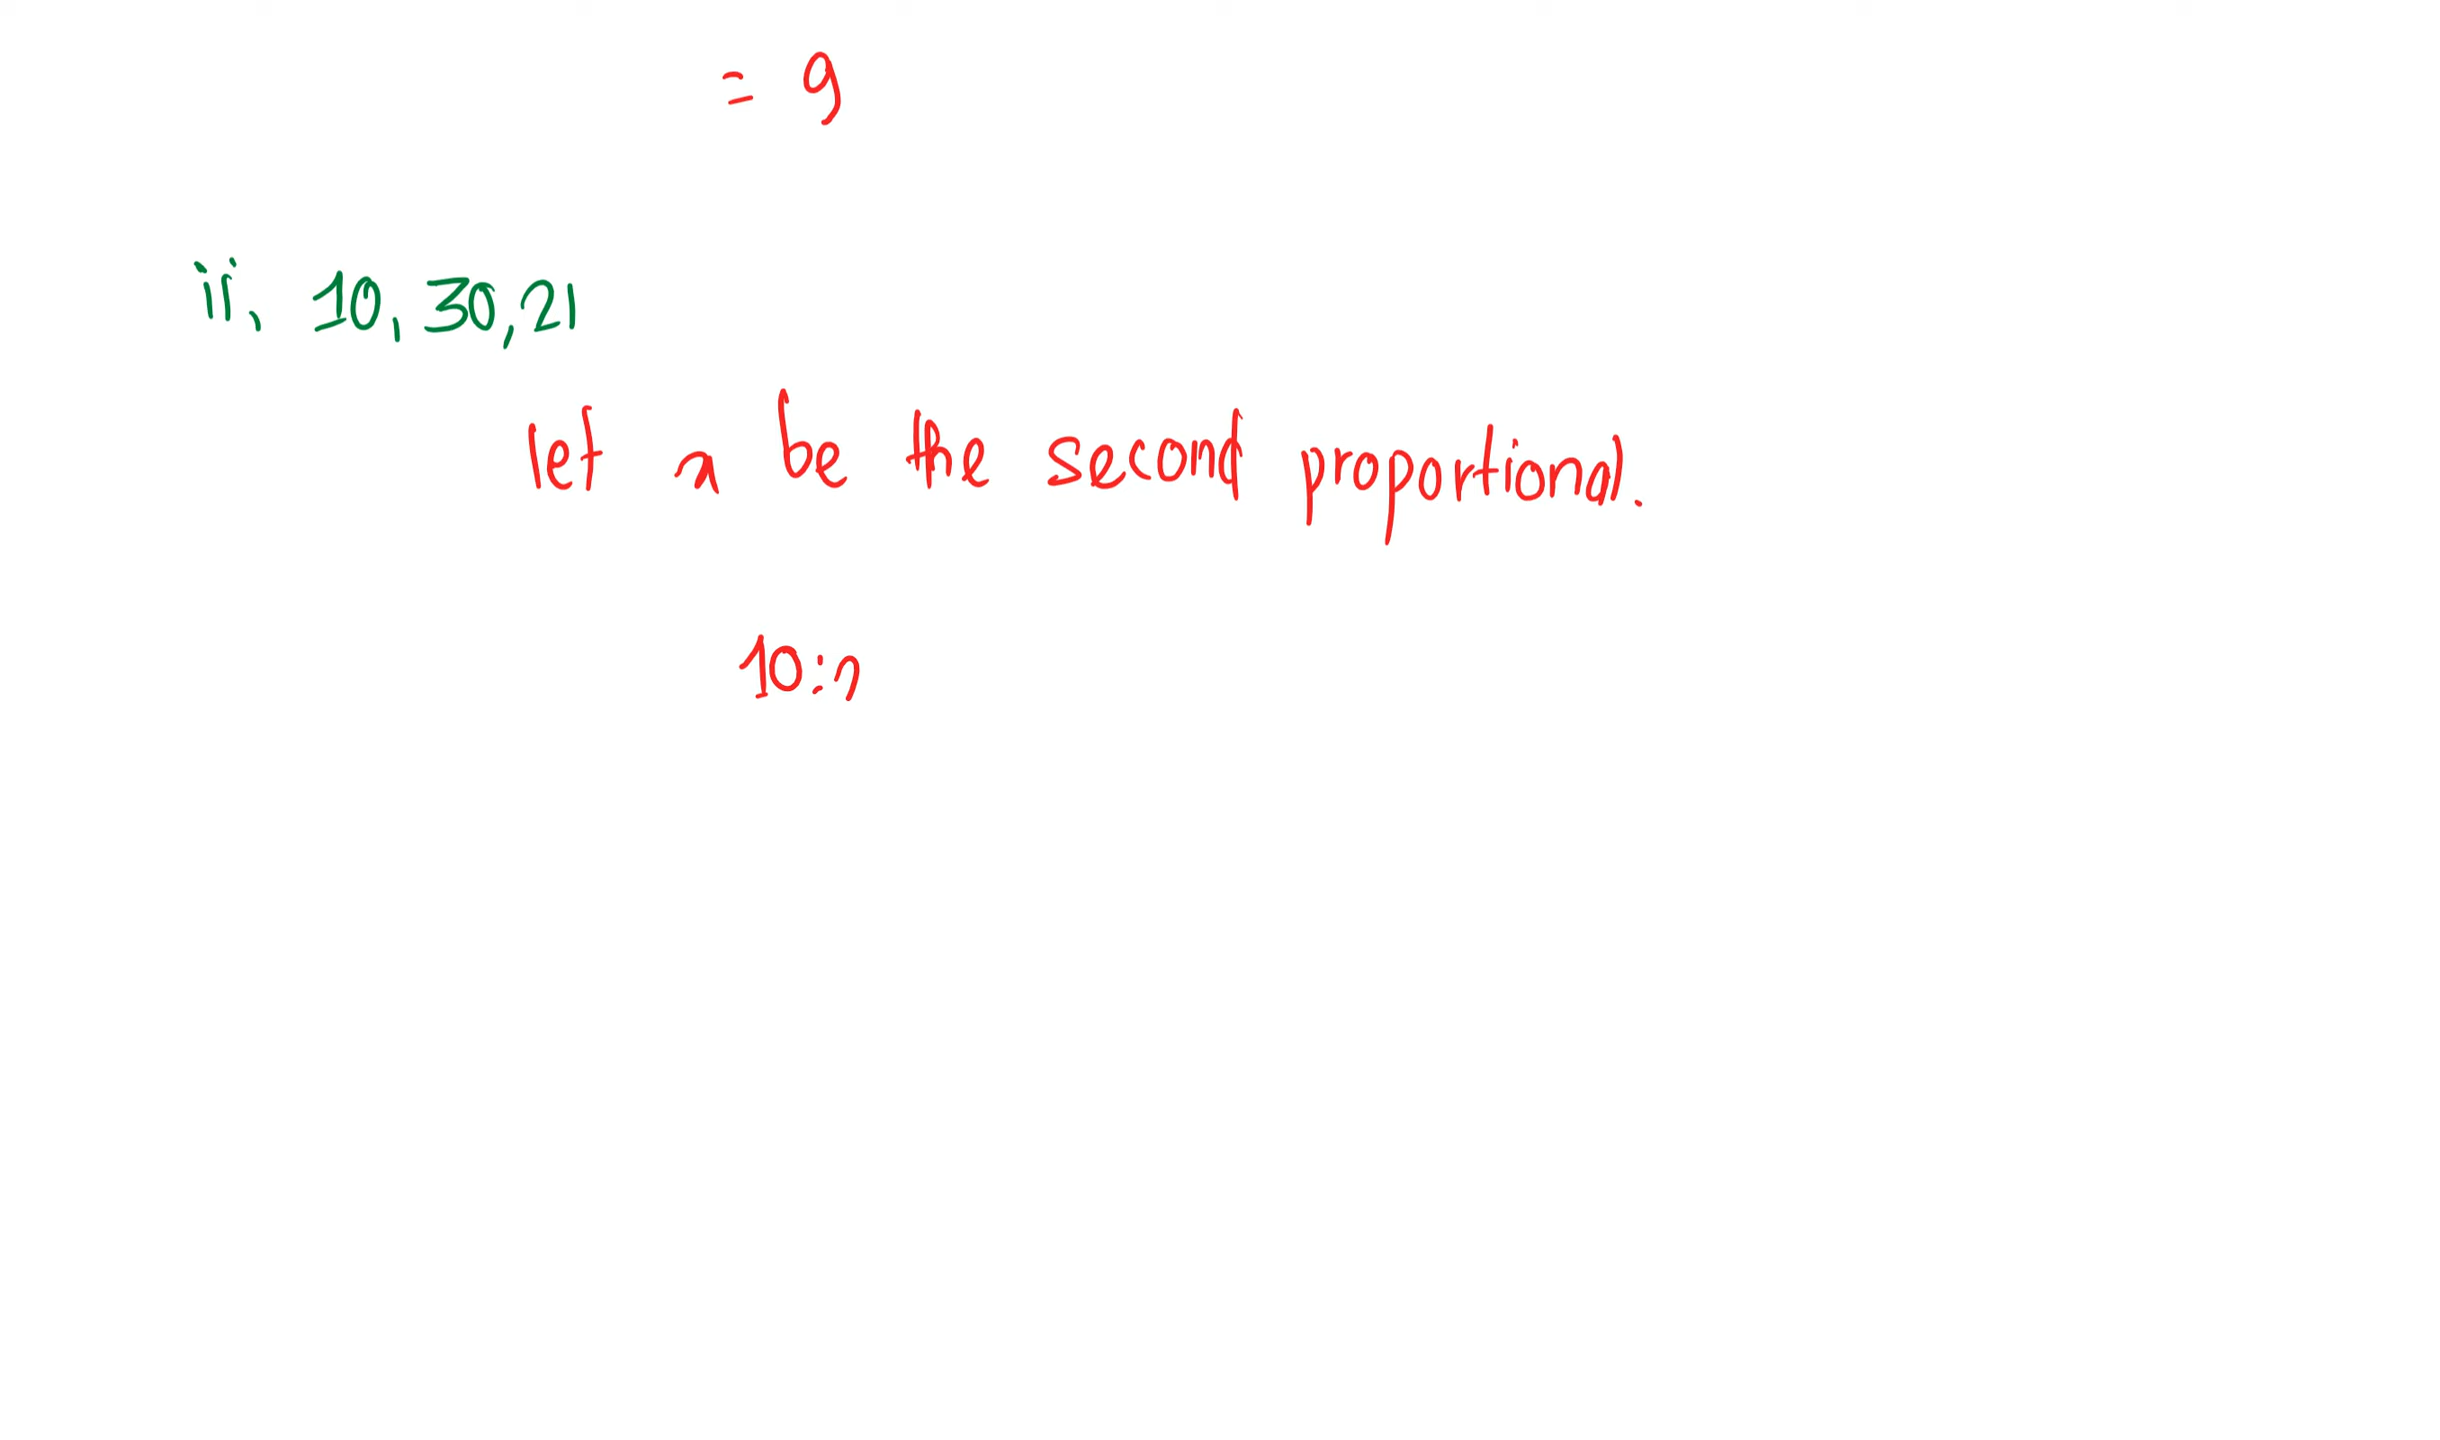 = 9
ii, 10, 30, 21
let x be the second proportional.
10: